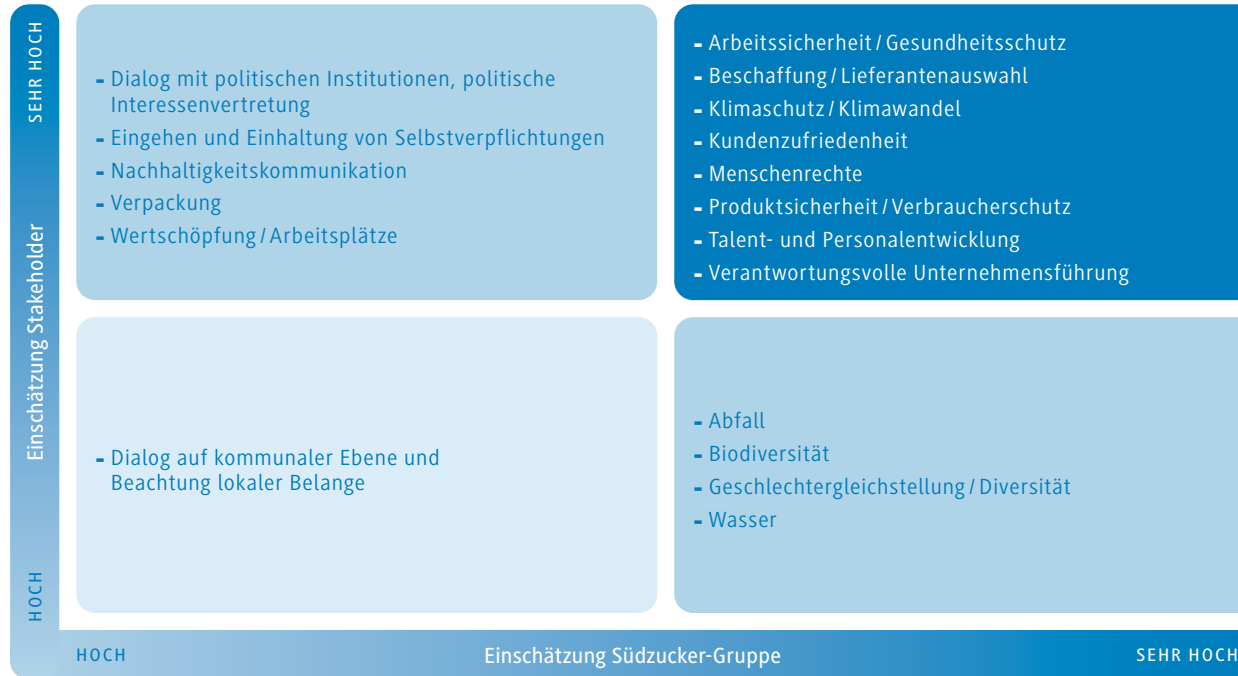 SEHR HOCH
Einschätzung Stakeholder
HOCH
- Dialog mit politischen Institutionen, politische
Interessenvertretung
- Eingehen und Einhaltung von Selbstverpflichtungen
- Nachhaltigkeitskommunikation
- Verpackung
- Wertschöpfung / Arbeitsplätze
- Arbeitssicherheit / Gesundheitsschutz
- Beschaffung / Lieferantenauswahl
- Klimaschutz / Klimawandel
- Kundenzufriedenheit
- Menschenrechte
- Produktsicherheit / Verbraucherschutz
- Talent- und Personalentwicklung
- Verantwortungsvolle Unternehmensführung
- Dialog auf kommunaler Ebene und
Beachtung lokaler Belange
- Abfall
- Biodiversität
- Geschlechtergleichstellung / Diversität
- Wasser
HOCH
Einschätzung Südzucker-Gruppe
SEHR HOCH